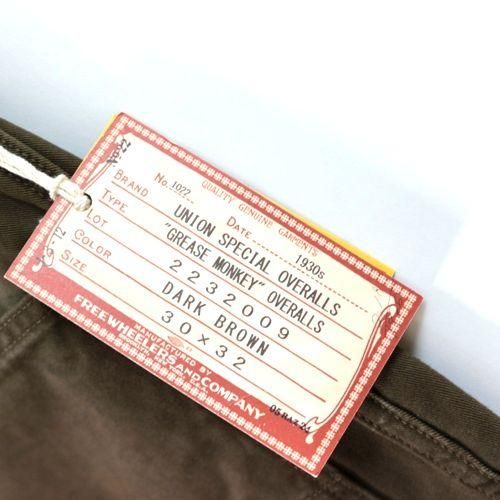 QUALITY GENUINE GARMENTS
No. 1022 DATE 1930s
BRAND UNION SPECIAL OVERALLS
TYPE "GREASE MONKEY" OVERALLS
LOT 2232009
COLOR DARK BROWN
SIZE 30 × 32
MANUFACTURED BY
FREEWHEELERS AND COMPANY